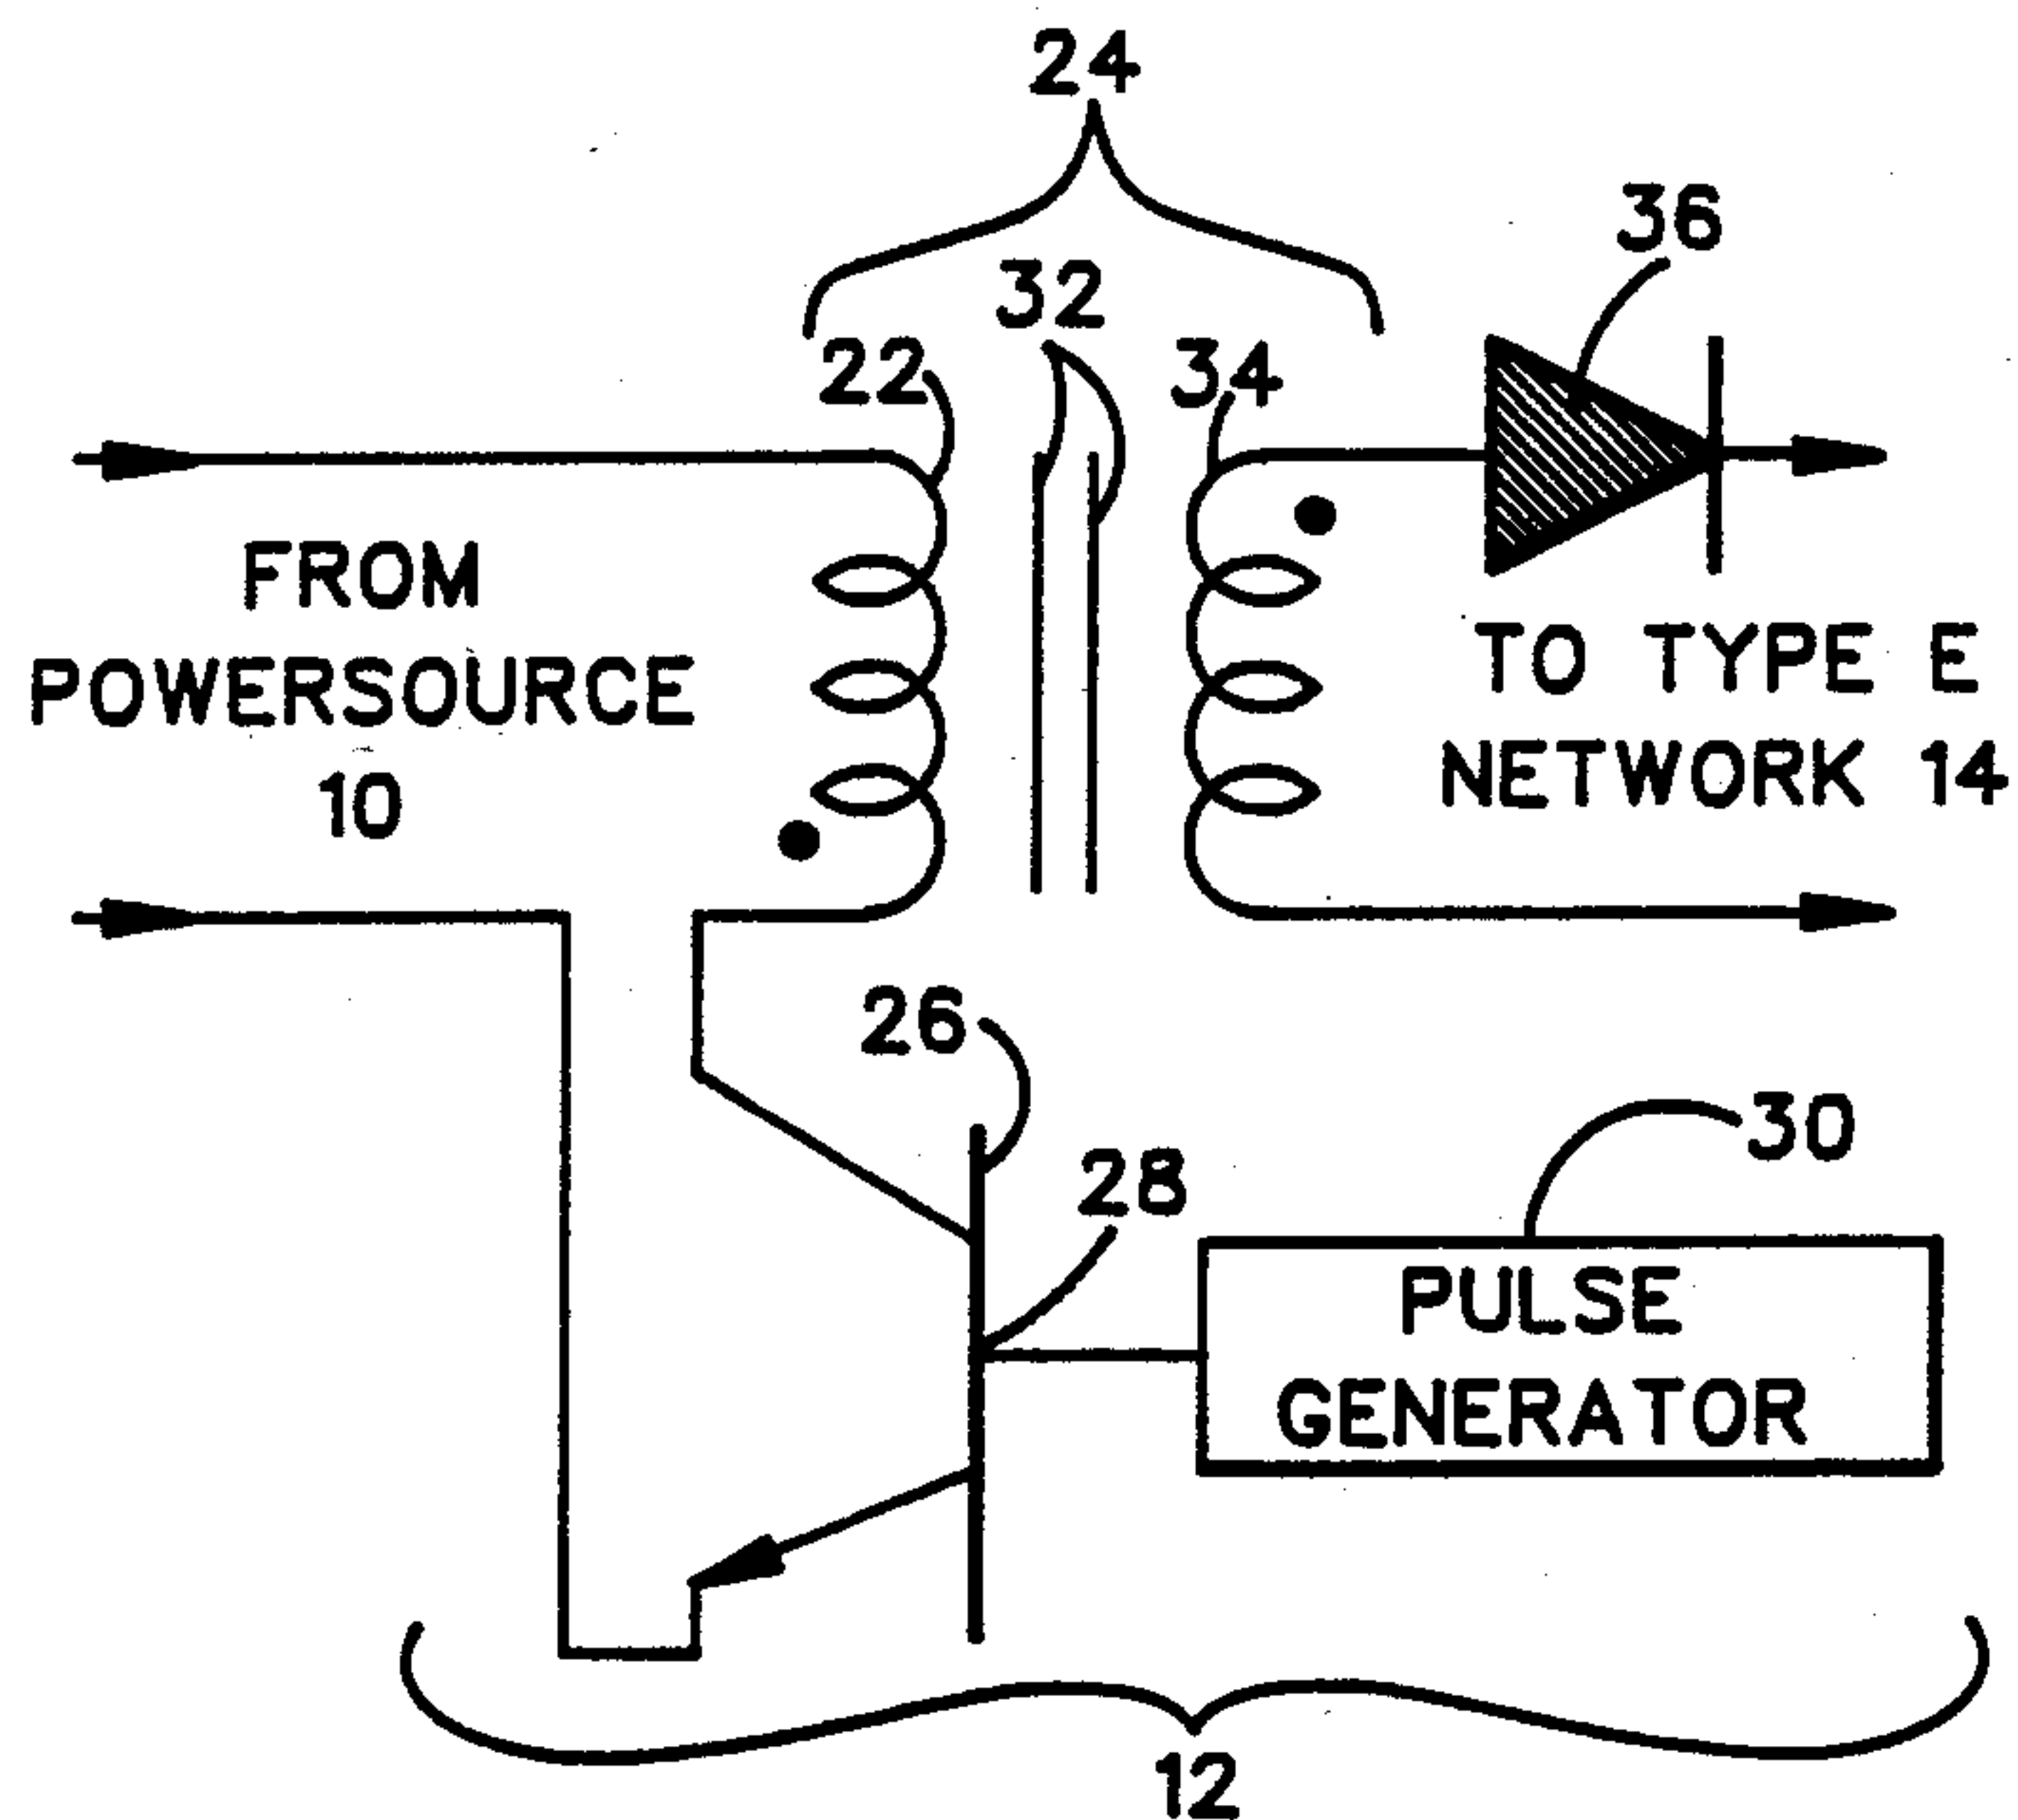 24
36
32
22
34
FROM
POWERSOURCE
10
TO TYPE E
NETWORK 14
26
28
30
PULSE
GENERATOR
12